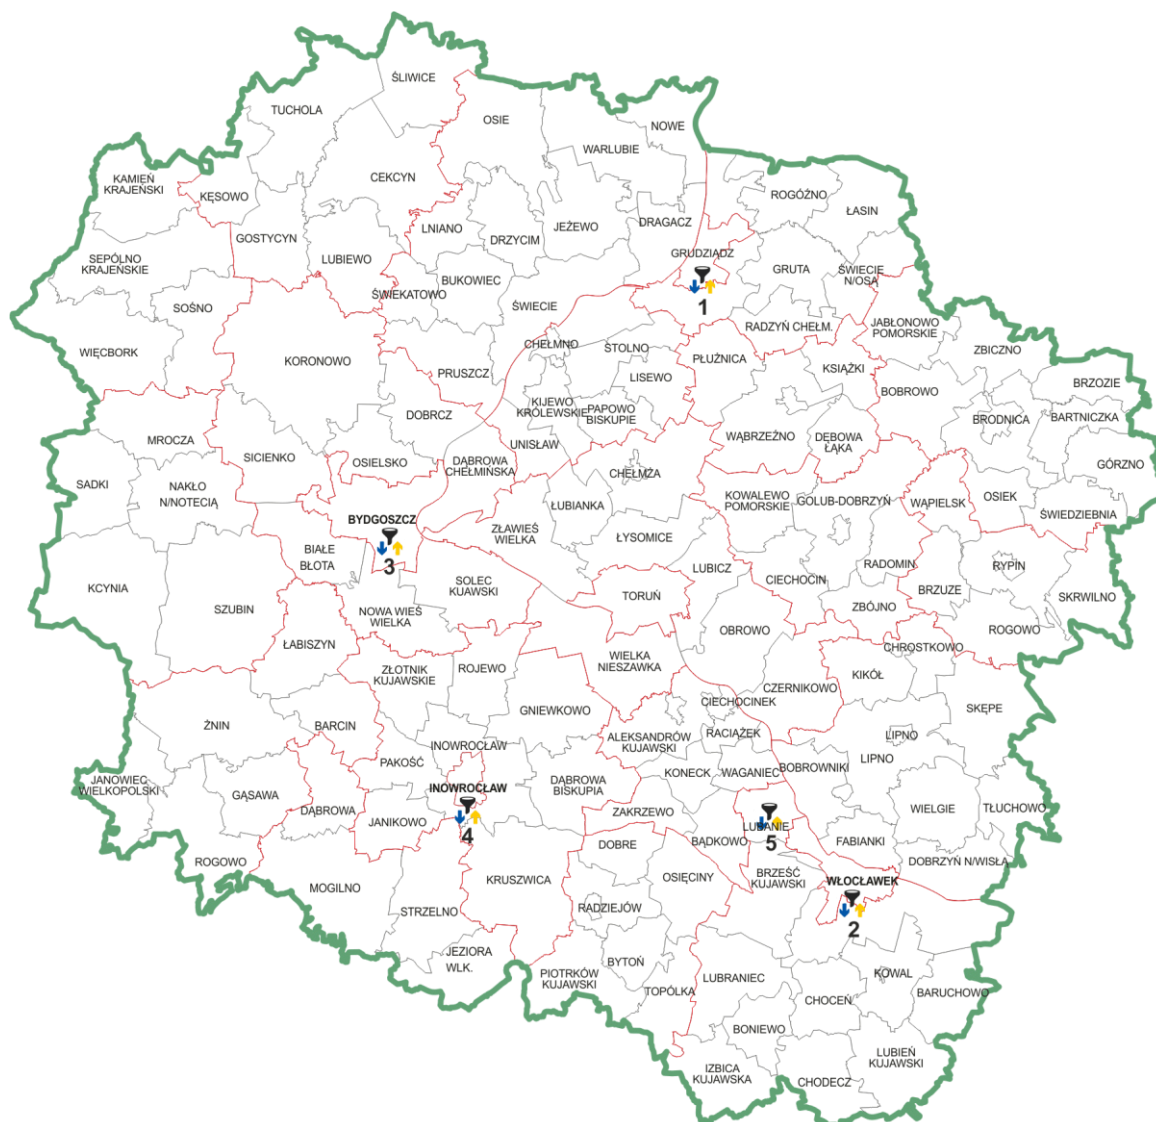 ŚLIWICE
TUCHOLA
OSIE
NOWE
WARLUBIE
KAMIEŃ
KRAJEŃSKI
CEKCYN
KĘSOWO
ROGÓŹNO
ŁASIN
GOSTYCYN
LNIANO
DRZYCIM
JEŻEWO
DRAGACZ
SEPÓLNO
KRAJEŃSKIE
LUBIEWO
BUKOWIEC
GRUDZIĄDZ
1
GRUTA
ŚWIECIE
N/OSĄ
SOŚNO
ŚWIEKATOWO
ŚWIECIE
RADZYŃ CHEŁM.
JABŁONOWO
POMORSKIE
WIĘCBORK
KORONOWO
PRUSZCZ
CHEŁMNO
STOLNO
LISEWO
PŁUŻNICA
KSIĄŻKI
ZBICZNO
BOBROWO
BRZOZIE
DOBRCZ
KIJEWO
KRÓLEWSKIE
PAPOWO
BISKUPIE
BRODNICA
BARTNICZKA
MROCZA
SICIENKO
OSIELSKO
DĄBROWA
CHEŁMIŃSKA
UNISŁAW
WĄBRZEŹNO
DĘBOWA
ŁĄKA
GÓRZNO
SADKI
NAKŁO
N/NOTECIĄ
CHEŁMŻA
KOWALEWO
POMORSKIE
GOLUB-DOBRZYŃ
WĄPIELSK
OSIEK
ŚWIEDZIEBNIA
BYDGOSZCZ
3
ŁUBIANKA
ZŁAWIEŚ
WIELKA
ŁYSOMICE
BIAŁE
BŁOTA
LUBICZ
CIECHOCIN
RADOMIN
RYPIN
KCYNIA
SZUBIN
SOLEC
KUAWSKI
TORUŃ
BRZUZE
SKRWILNO
NOWA WIEŚ
WIELKA
ZBÓJNO
ROGOWO
ŁABISZYN
OBROWO
CHROSTKOWO
ZŁOTNIK
KUJAWSKIE
ROJEWO
WIELKA
NIESZAWKA
KIKÓŁ
CZERNIKOWO
ŻNIN
BARCIN
GNIEWKOWO
CIECHOCINEK
SKĘPE
INOWROCŁAW
ALEKSANDRÓW
KUJAWSKI
RACIĄŻEK
LIPNO
PAKOŚĆ
LIPNO
JANOWIEC
WIELKOPOLSKI
GĄSAWA
INOWROCŁAW
4
DĄBROWA
BISKUPIA
KONECK
WAGANIEC
BOBROWNIKI
DĄBROWA
JANIKOWO
ZAKRZEWO
LUBANIE
5
WIELGIE
TŁUCHOWO
BĄDKOWO
FABIANKI
ROGOWO
DOBRE
DOBRZYŃ N/WISŁĄ
MOGILNO
KRUSZWICA
OSIĘCINY
BRZEŚĆ
KUJAWSKI
WŁOCŁAWEK
2
STRZELNO
RADZIEJÓW
JEZIORA
WLK.
BYTOŃ
KOWAL
PIOTRKÓW
KUJAWSKI
TOPÓLKA
LUBRANIEC
CHOCEŃ
BARUCHOWO
BONIEWO
IZBICA
KUJAWSKA
LUBIEŃ
KUJAWSKI
CHODECZ